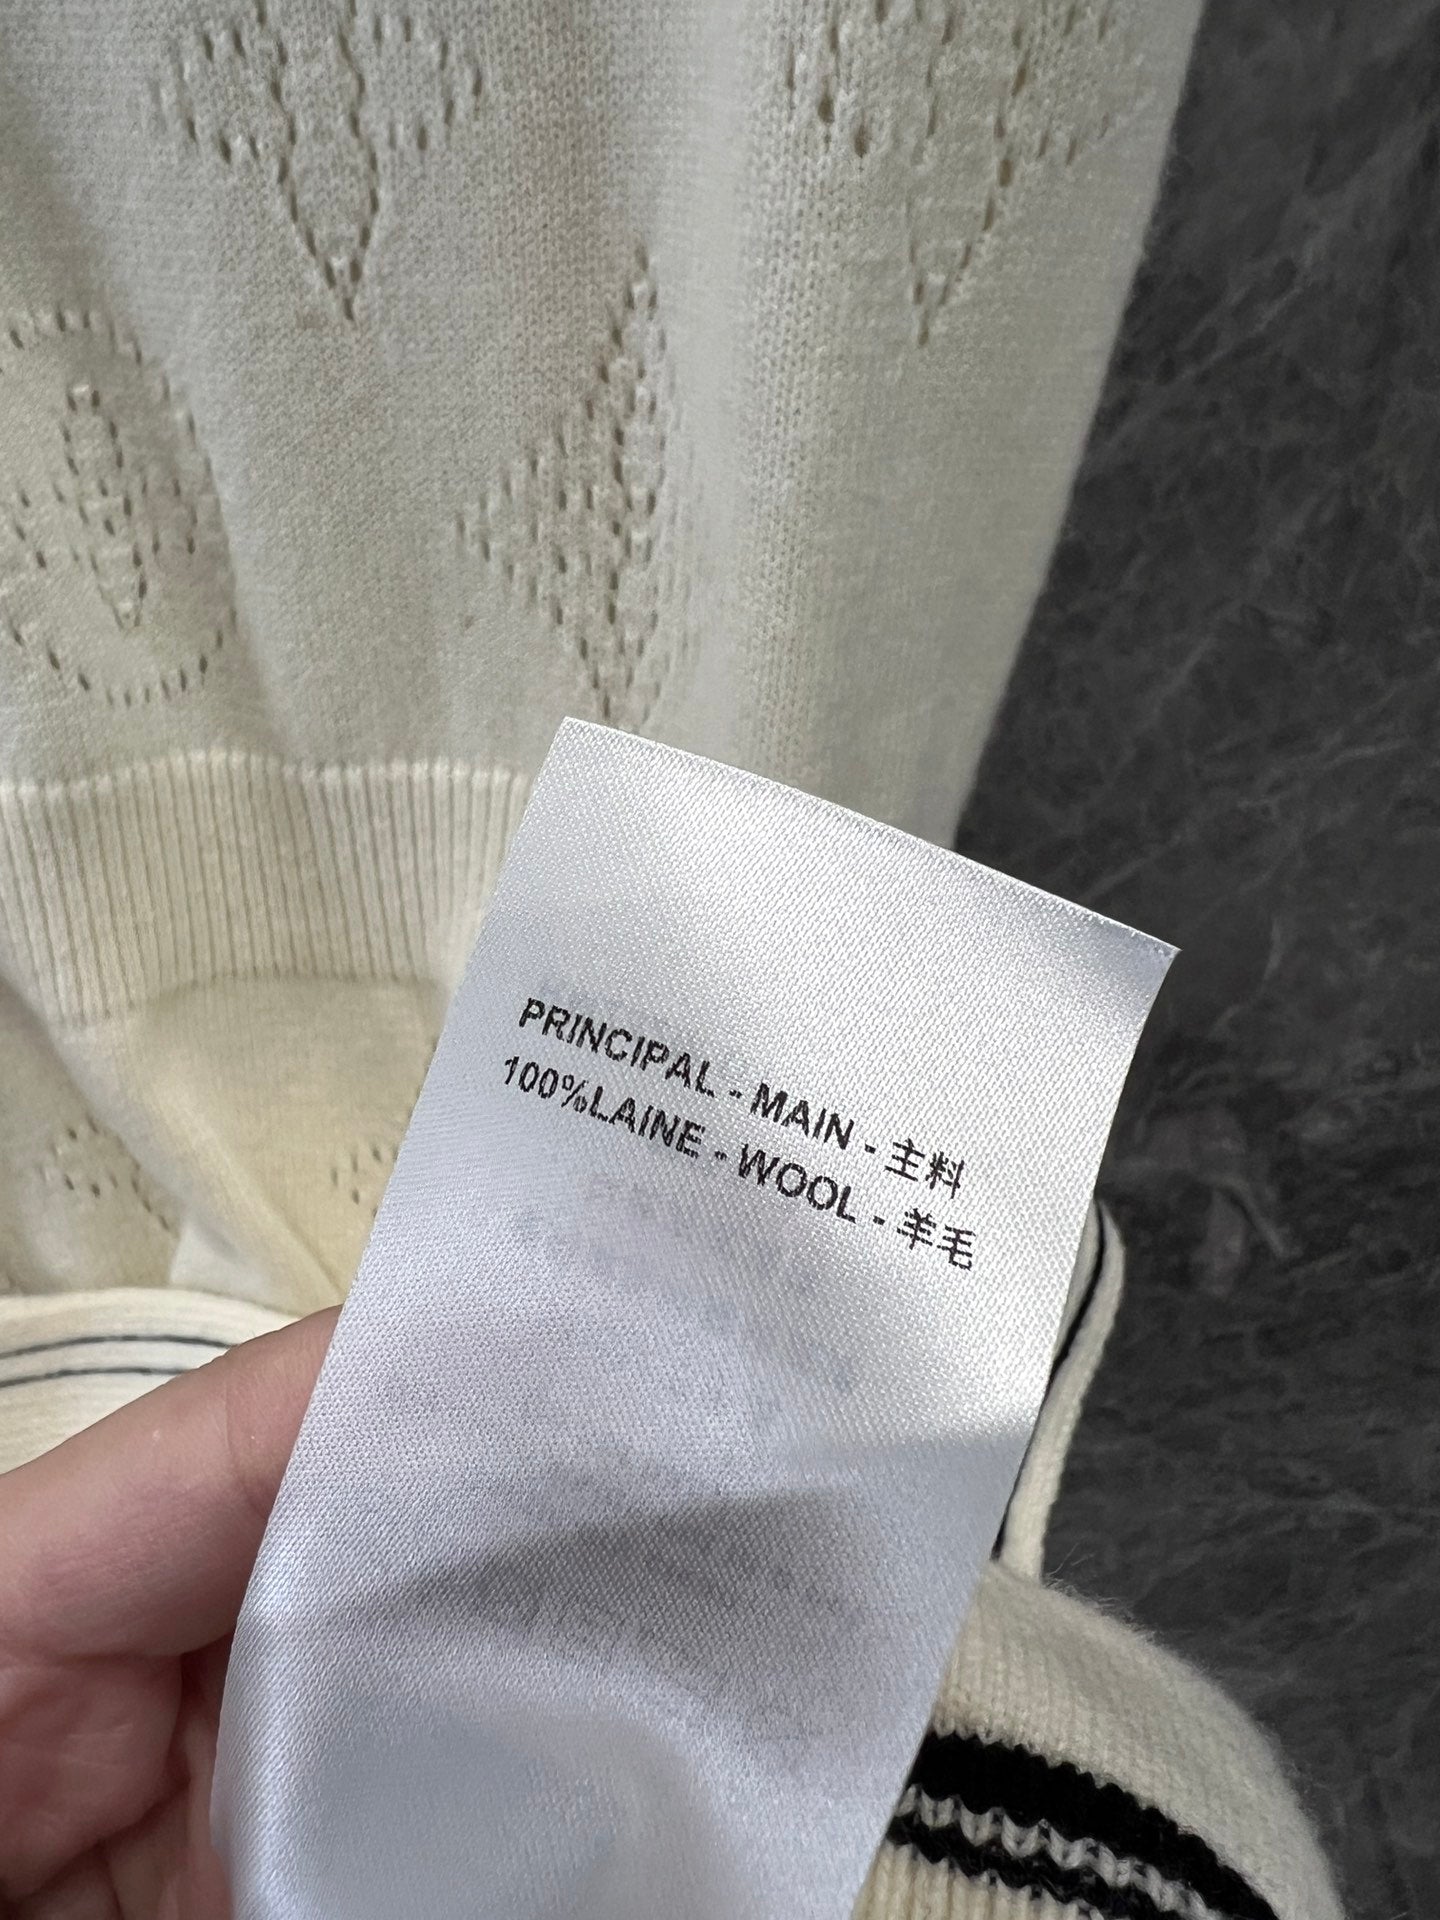 PRINCIPAL - MAIN - 主料
100%LAINE - WOOL - 羊毛